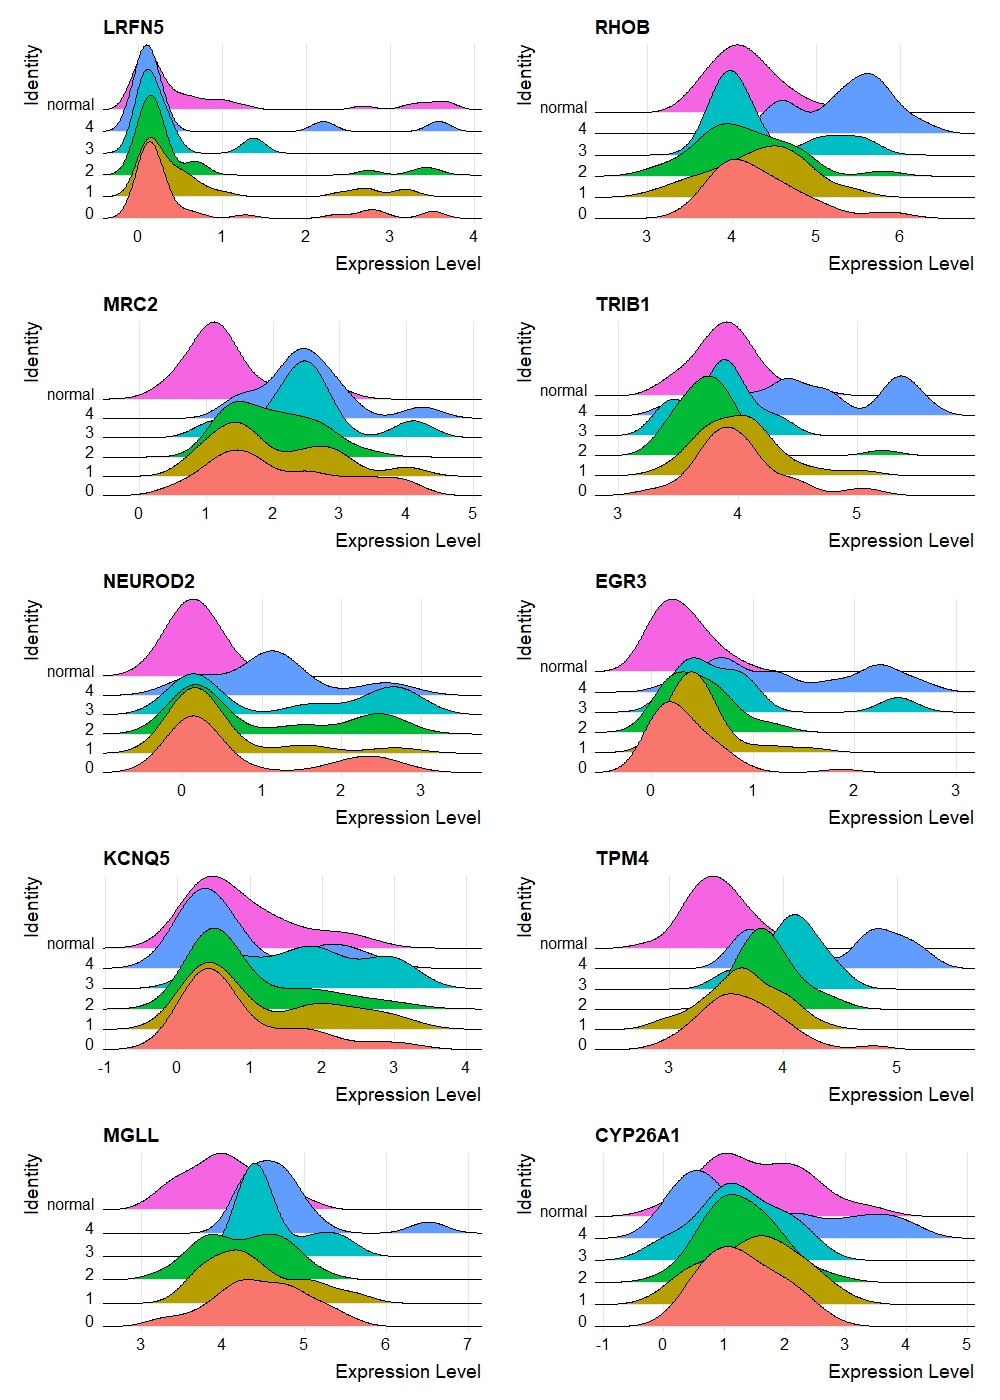 LRFN5
Identity
normal
4
3
2
1
0
0 1 2 3 4
Expression Level
RHOB
Identity
normal
4
3
2
1
0
3 4 5 6
Expression Level
MRC2
Identity
normal
4
3
2
1
0
0 1 2 3 4 5
Expression Level
TRIB1
Identity
normal
4
3
2
1
0
3 4 5
Expression Level
NEUROD2
Identity
normal
4
3
2
1
0
0 1 2 3
Expression Level
EGR3
Identity
normal
4
3
2
1
0
0 1 2 3
Expression Level
KCNQ5
Identity
normal
4
3
2
1
0
-1 0 1 2 3 4
Expression Level
TPM4
Identity
normal
4
3
2
1
0
3 4 5
Expression Level
MGLL
Identity
normal
4
3
2
1
0
3 4 5 6 7
Expression Level
CYP26A1
Identity
normal
4
3
2
1
0
-1 0 1 2 3 4 5
Expression Level